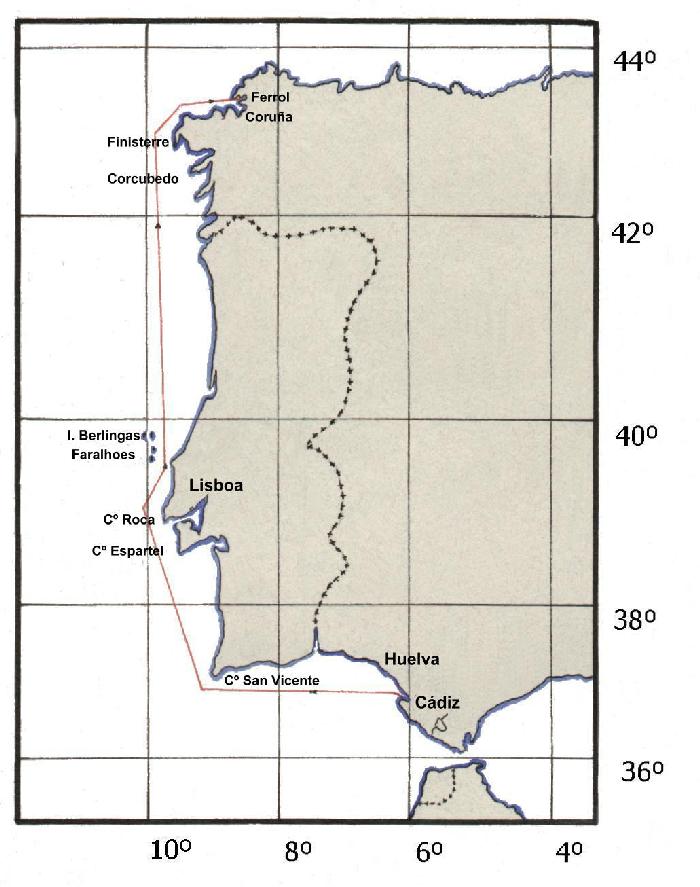 44º
Ferrol
Coruña
Finisterre
Corcubedo
42º
I. Berlingas
Faralhoes
40º
Lisboa
Cº Roca
Cº Espartel
38º
Huelva
Cº San Vicente
Cádiz
36º
10º 8º 6º 4º